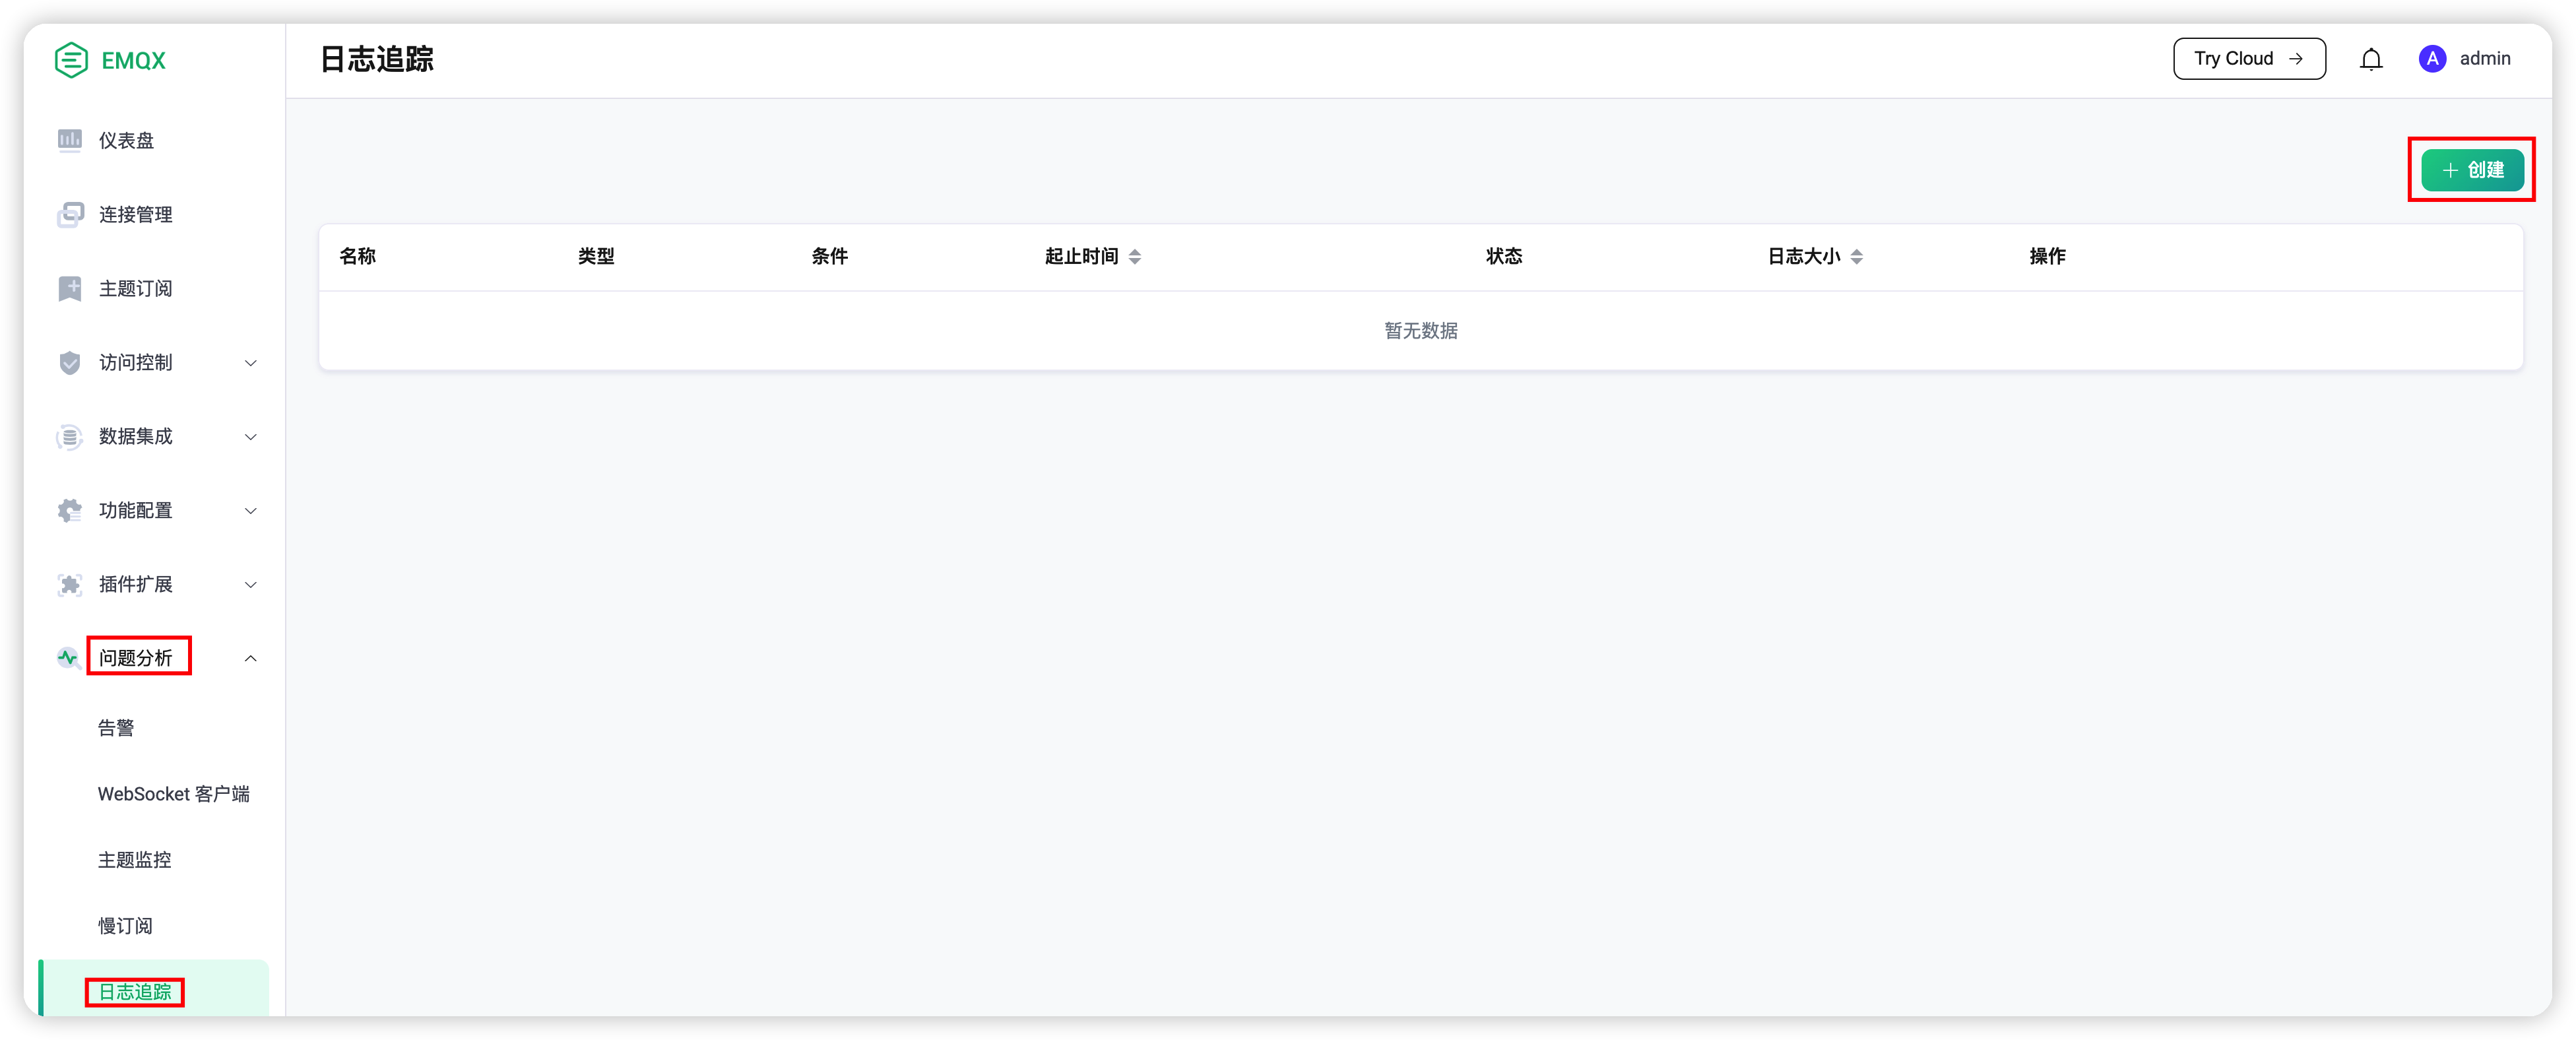 EMQX
日志追踪
Try Cloud →
A admin
仪表盘
连接管理
主题订阅
访问控制
数据集成
功能配置
插件扩展
问题分析
告警
WebSocket 客户端
主题监控
慢订阅
日志追踪
+ 创建
名称 类型 条件 起止时间 状态 日志大小 操作
暂无数据